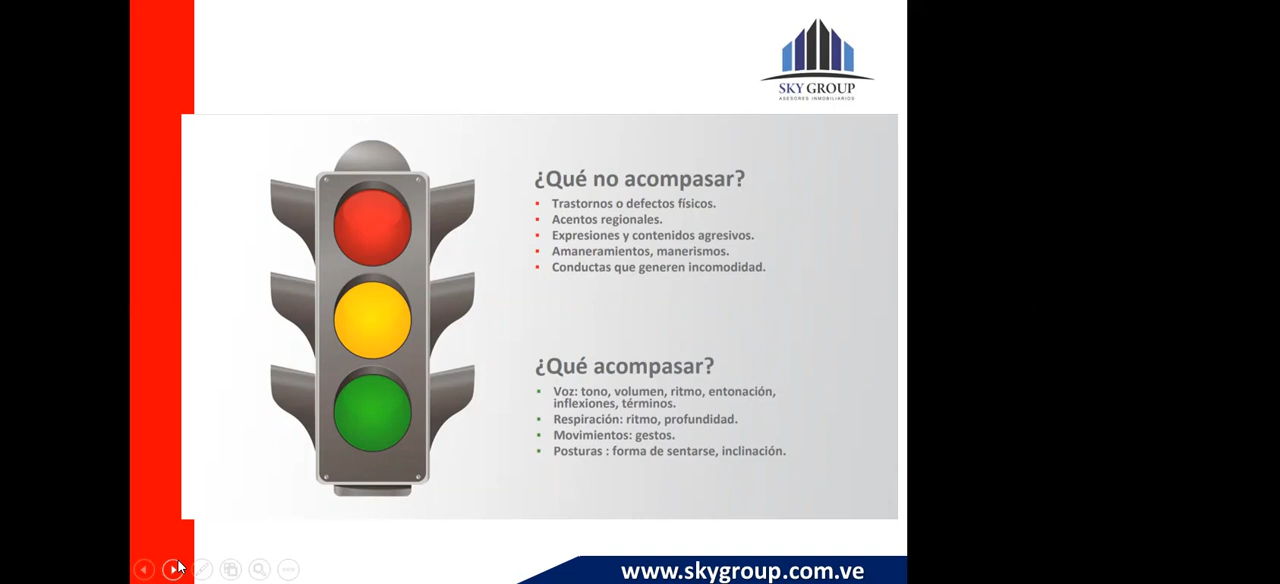 SKY GROUP
ASESORES INMOBILIARIOS
¿Qué no acompasar?
Trastornos o defectos físicos.
Acentos regionales.
Expresiones y contenidos agresivos.
Amaneramientos, manerismos.
Conductas que generen incomodidad.
¿Qué acompasar?
Voz: tono, volumen, ritmo, entonación,
inflexiones, términos.
Respiración: ritmo, profundidad.
Movimientos: gestos.
Posturas : forma de sentarse, inclinación.
www.skygroup.com.ve